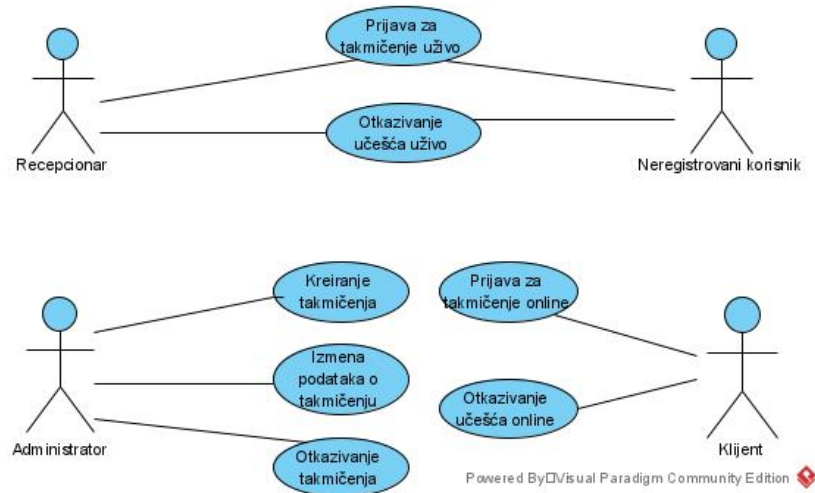 Prijava za
takmičenje uživo
Otkazivanje
učešća uživo
Recepcionar
Neregistrovani korisnik
Kreiranje
takmičenja
Prijava za
takmičenje online
Izmena
podataka o
takmičenju
Otkazivanje
učešća online
Administrator
Klijent
Otkazivanje
takmičenja
Powered By□Visual Paradigm Community Edition